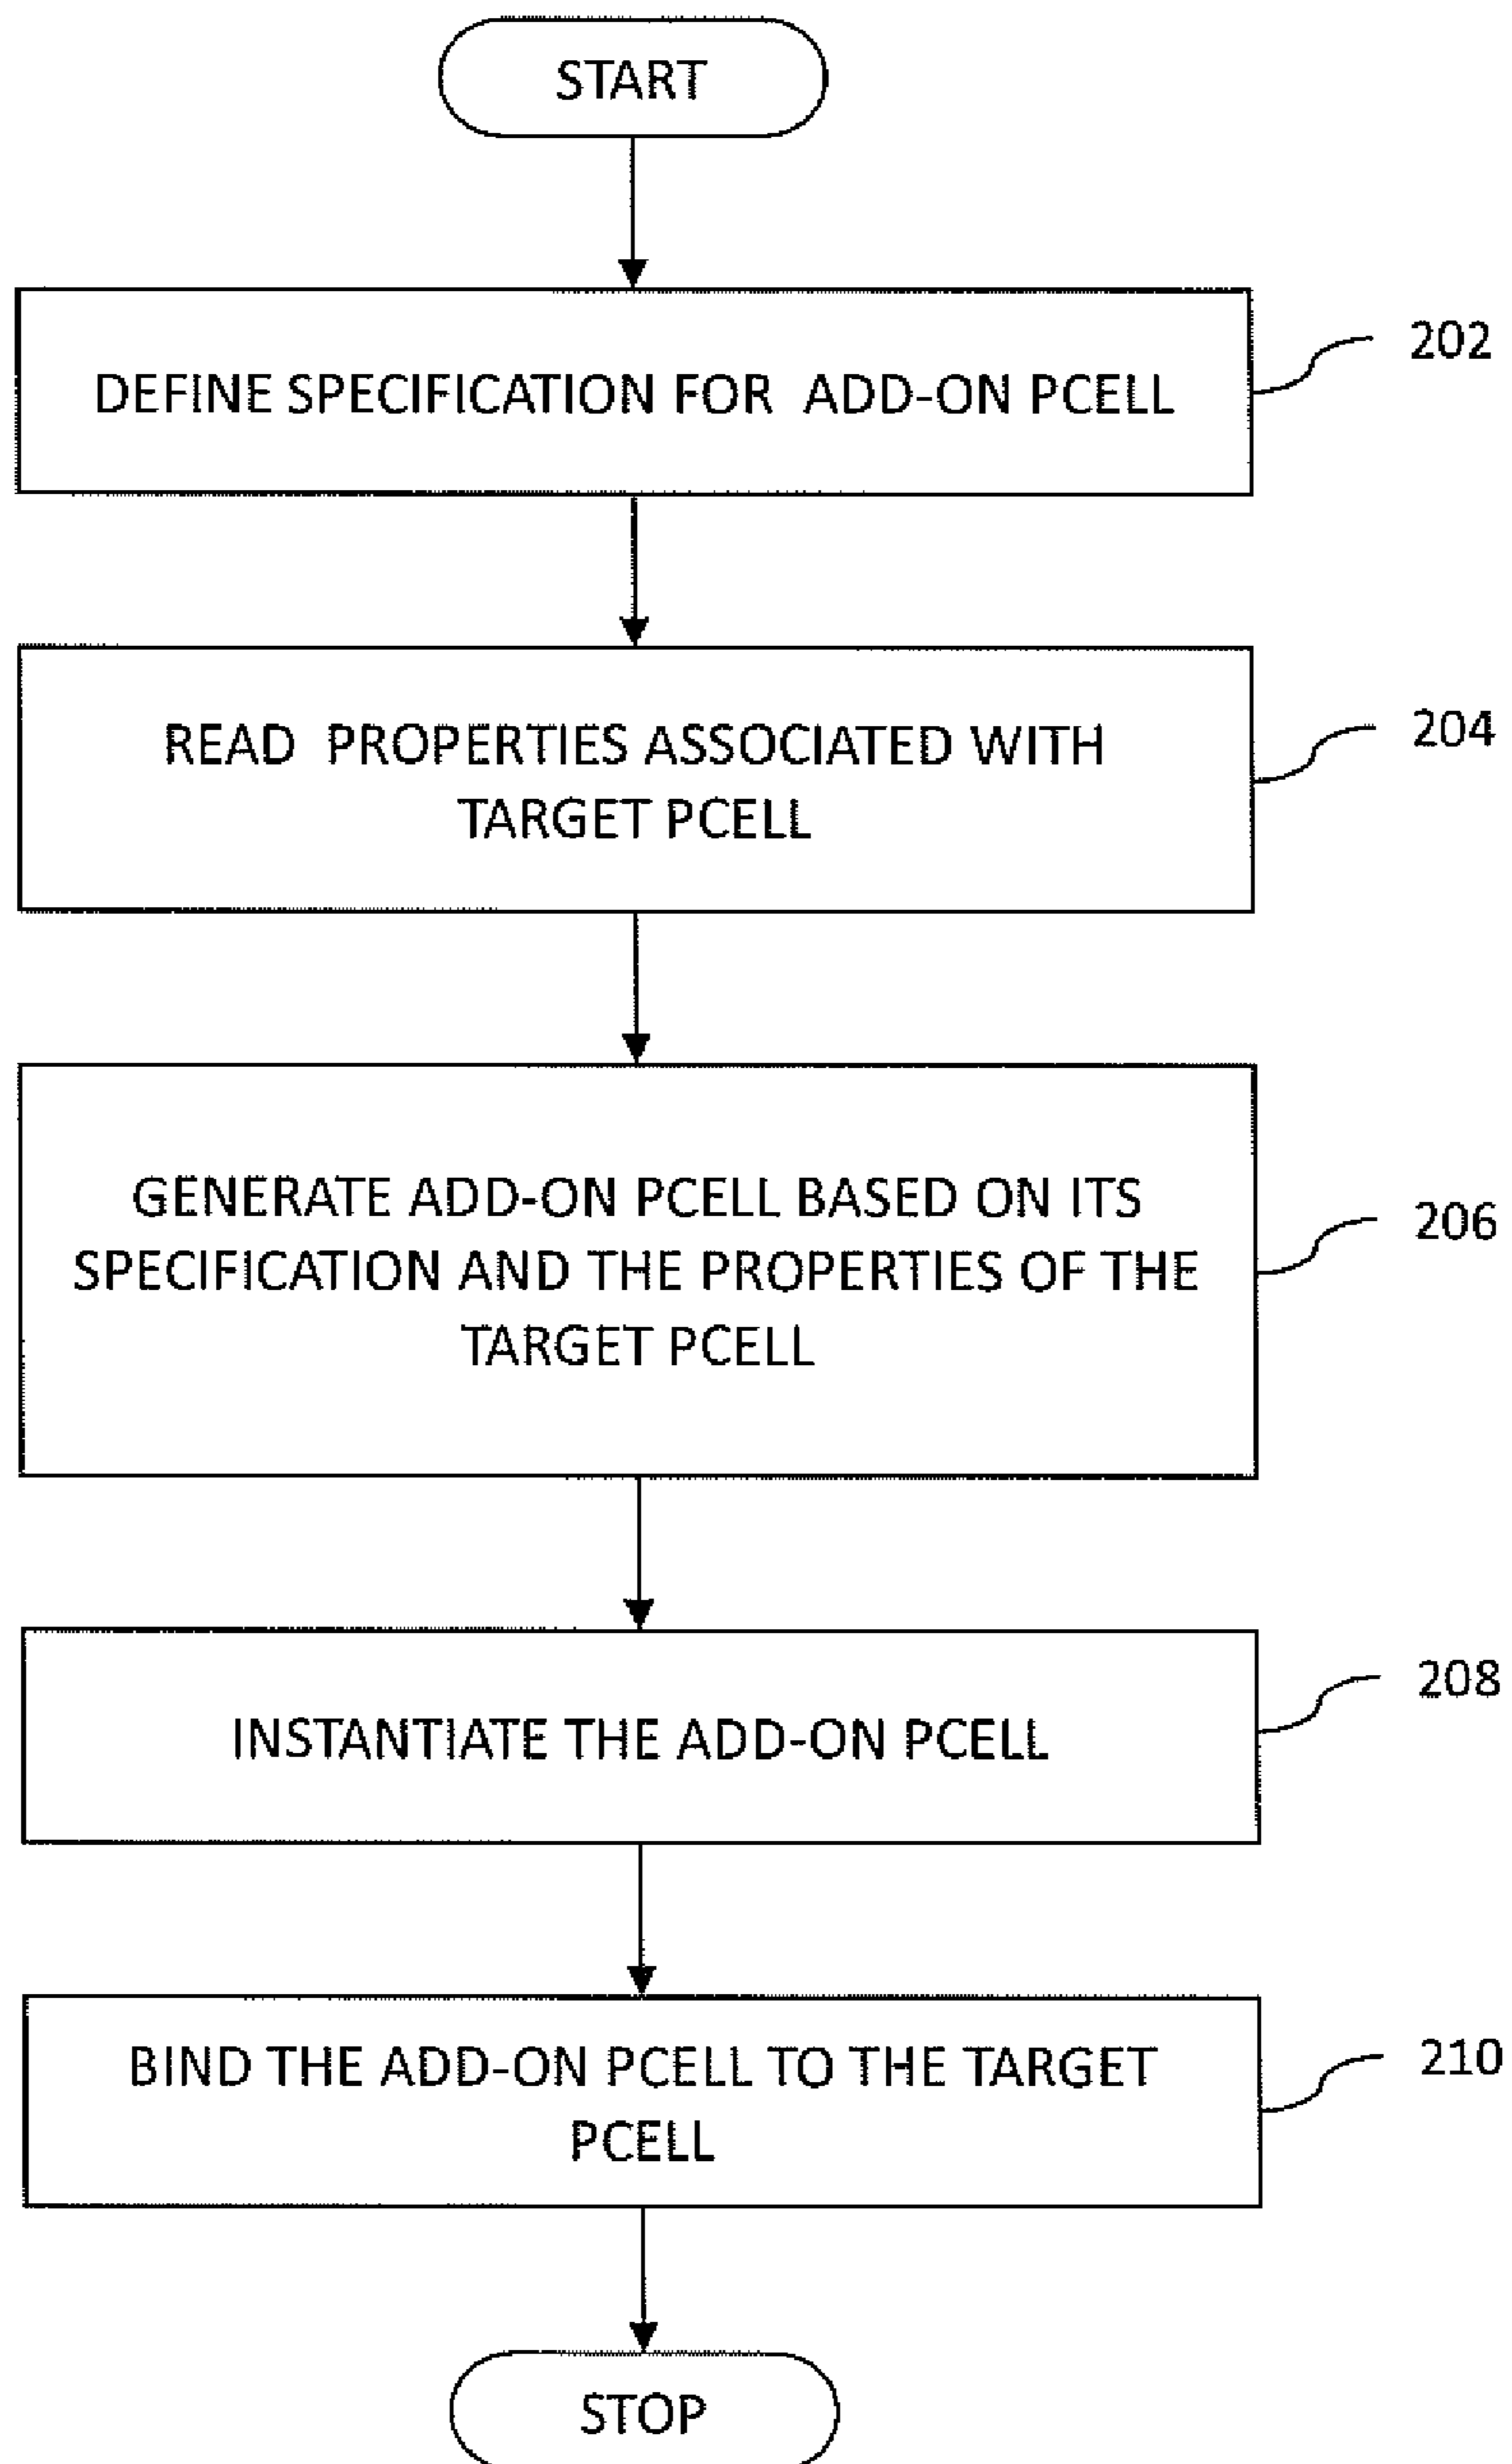 START
DEFINE SPECIFICATION FOR ADD-ON PCELL
202
READ PROPERTIES ASSOCIATED WITH
TARGET PCELL
204
GENERATE ADD-ON PCELL BASED ON ITS
SPECIFICATION AND THE PROPERTIES OF THE
TARGET PCELL
206
INSTANTIATE THE ADD-ON PCELL
208
BIND THE ADD-ON PCELL TO THE TARGET
PCELL
210
STOP